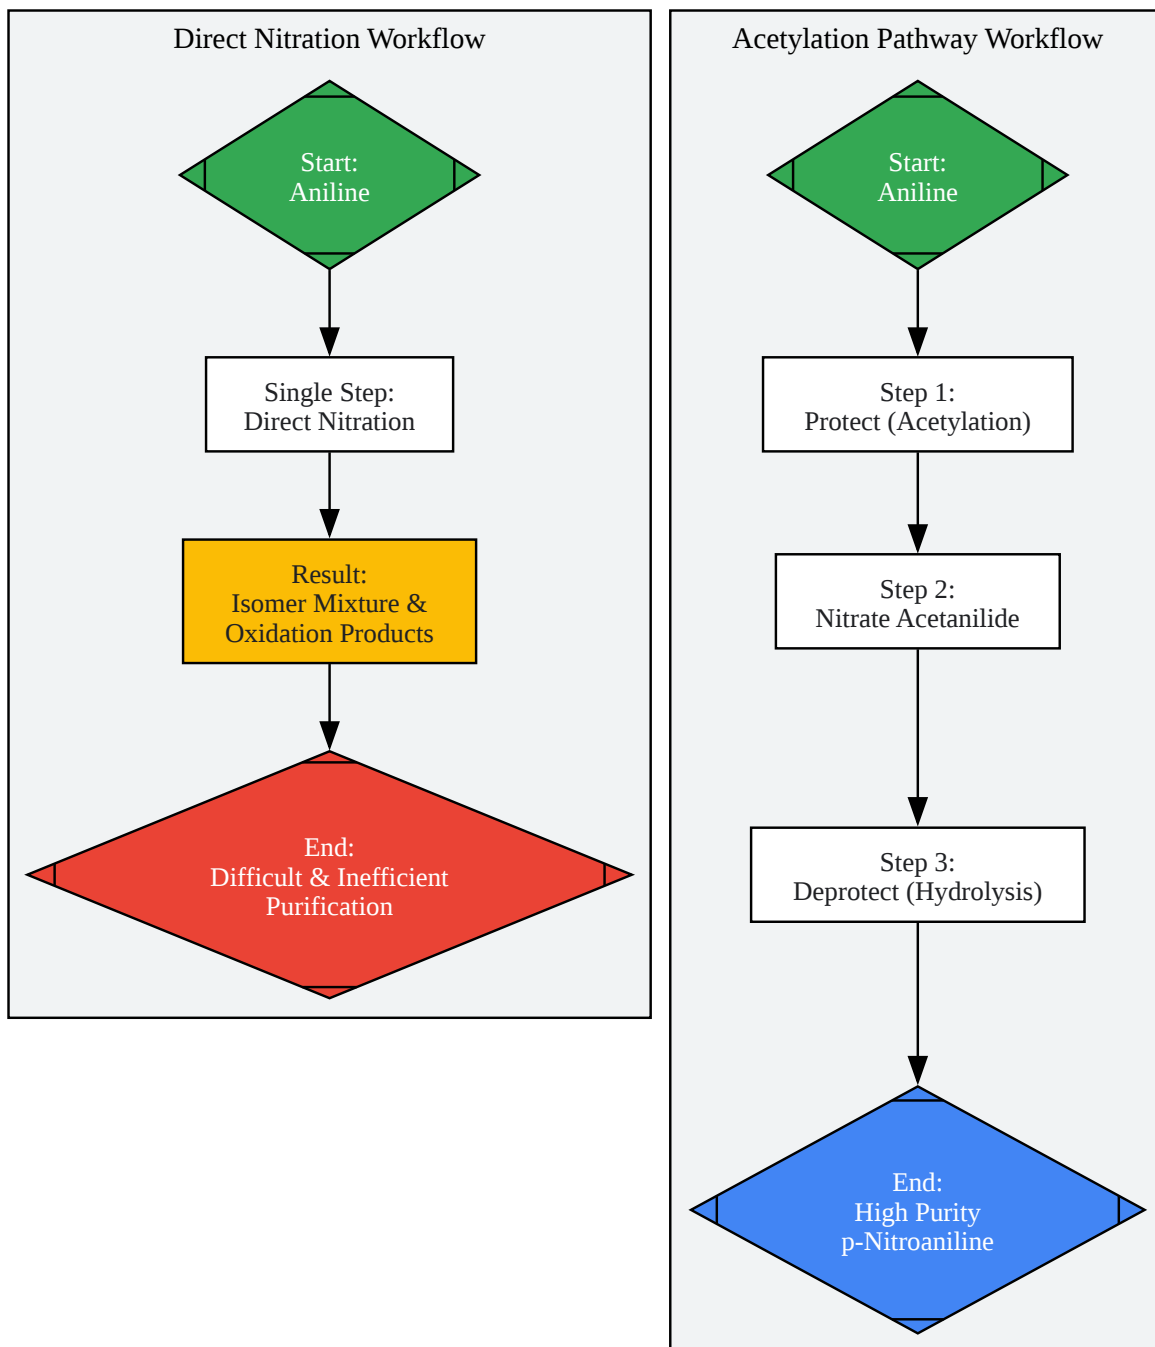 Direct Nitration Workflow
Start:
Aniline
Single Step:
Direct Nitration
Result:
Isomer Mixture &
Oxidation Products
End:
Difficult & Inefficient
Purification
Acetylation Pathway Workflow
Start:
Aniline
Step 1:
Protect (Acetylation)
Step 2:
Nitrate Acetanilide
Step 3:
Deprotect (Hydrolysis)
End:
High Purity
p-Nitroaniline